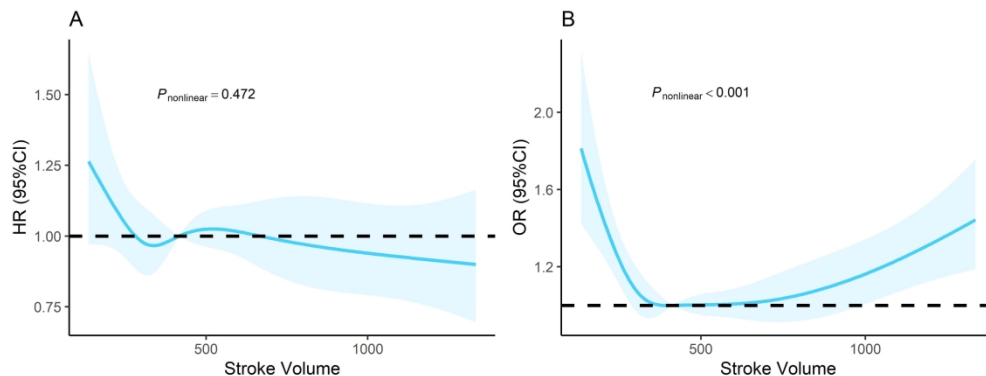 A
HR (95%CI)
1.50
1.25
1.00
0.75
P nonlinear = 0.472
500
1000
Stroke Volume
B
OR (95%CI)
2.0
1.6
1.2
P nonlinear < 0.001
500
1000
Stroke Volume